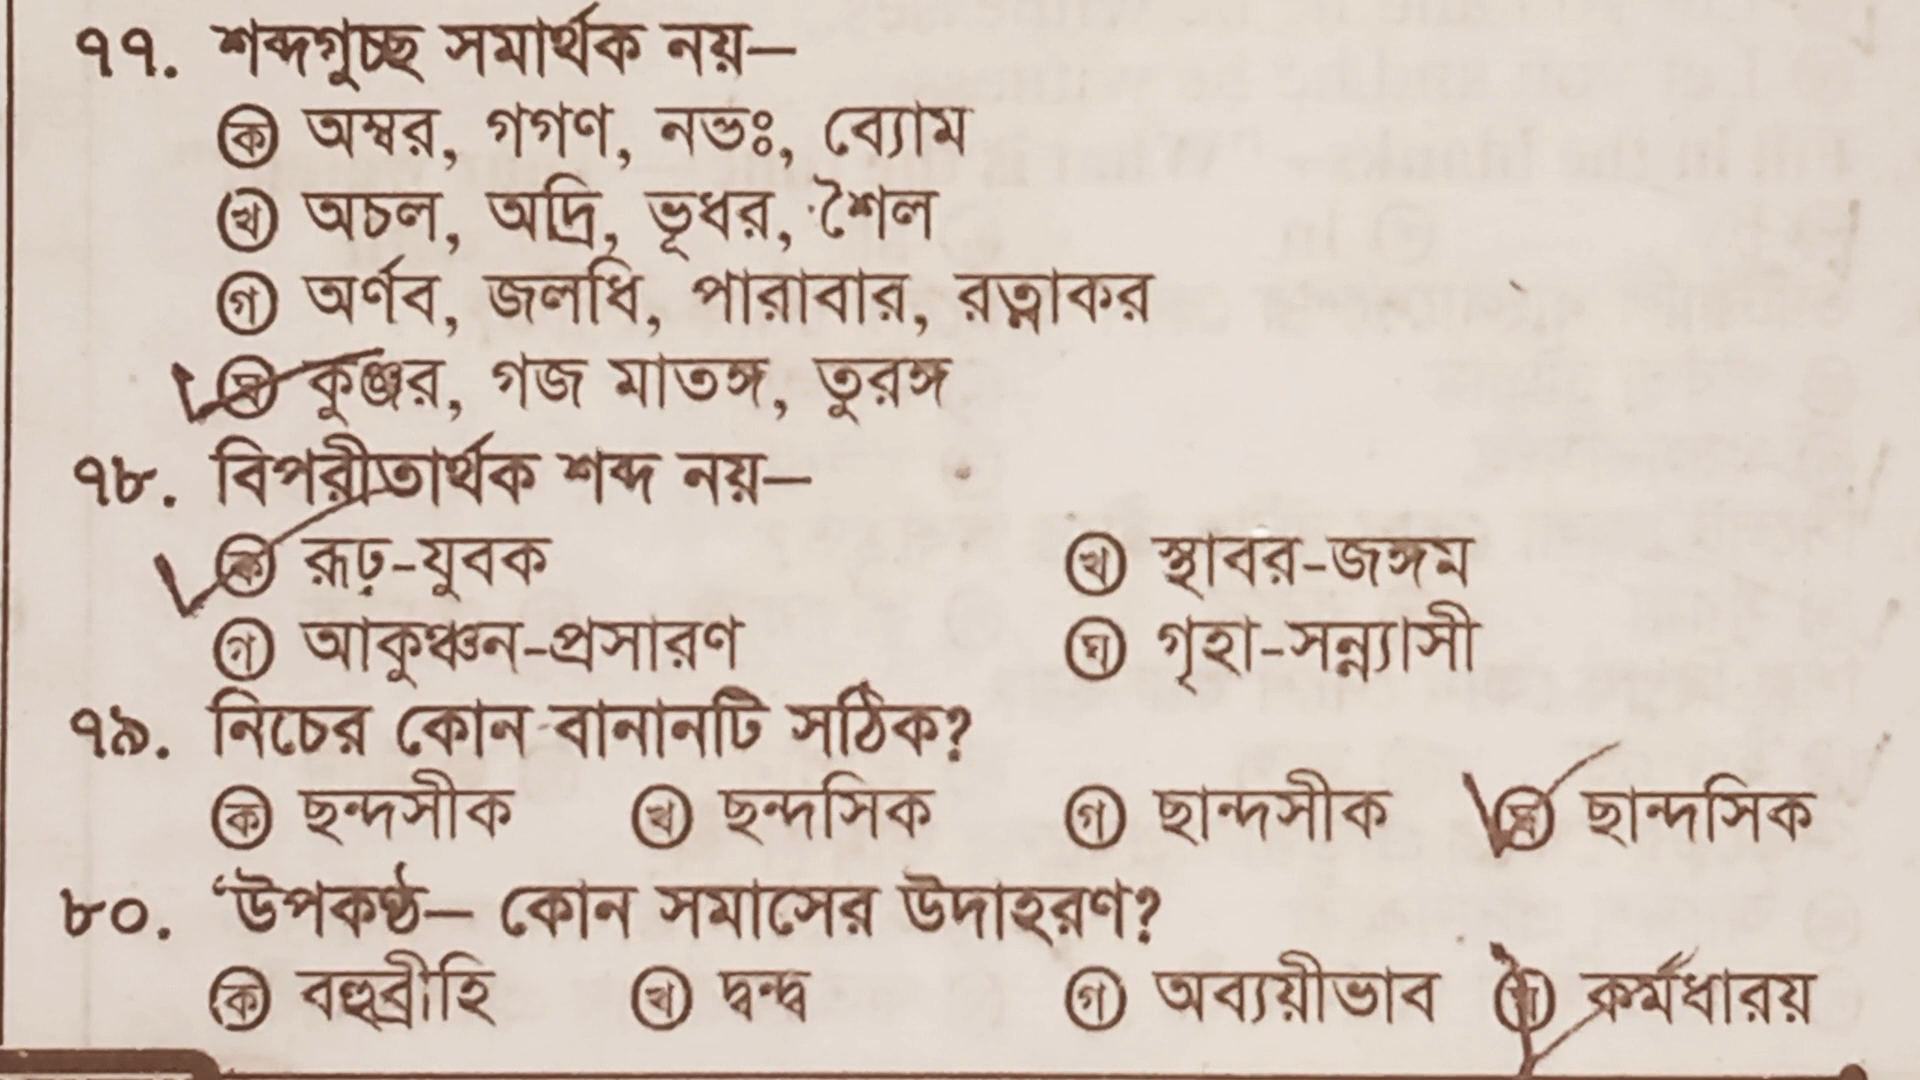 ৭৭. শব্দগুচ্ছ সমার্থক নয়—
ক অম্বর, গগণ, নভঃ, ব্যোম
খ অচল, অদ্রি, ভূধর, শৈল
গ অর্ণব, জলধি, পারাবার, রত্নাকর
ঘ কুঞ্জর, গজ মাতঙ্গ, তুরঙ্গ
৭৮. বিপরীতার্থক শব্দ নয়—
ক রূঢ়-যুবক খ স্থাবর-জঙ্গম
গ আকুঞ্চন-প্রসারণ ঘ গৃহা-সন্ন্যাসী
৭৯. নিচের কোন বানানটি সঠিক?
ক ছন্দসীক খ ছন্দসিক গ ছান্দসীক ঘ ছান্দসিক
৮০. ‘উপকণ্ঠ— কোন সমাসের উদাহরণ?
ক বহুব্রীহি খ দ্বন্দ্ব গ অব্যয়ীভাব ঘ কর্মধারয়